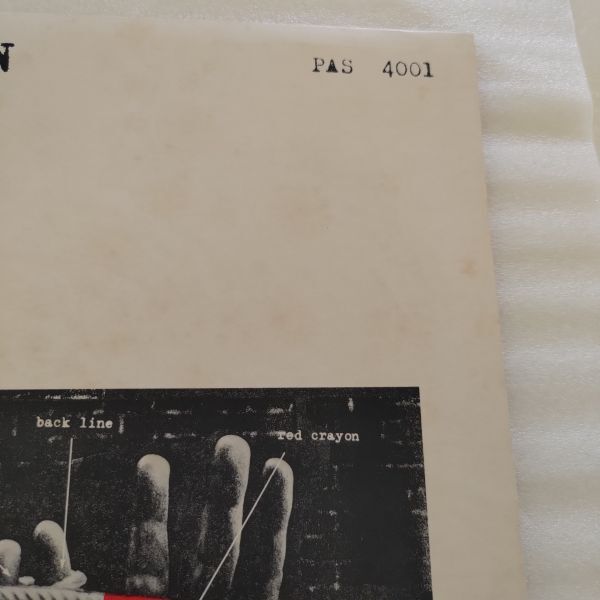 N PAS 4001
back line
red crayon